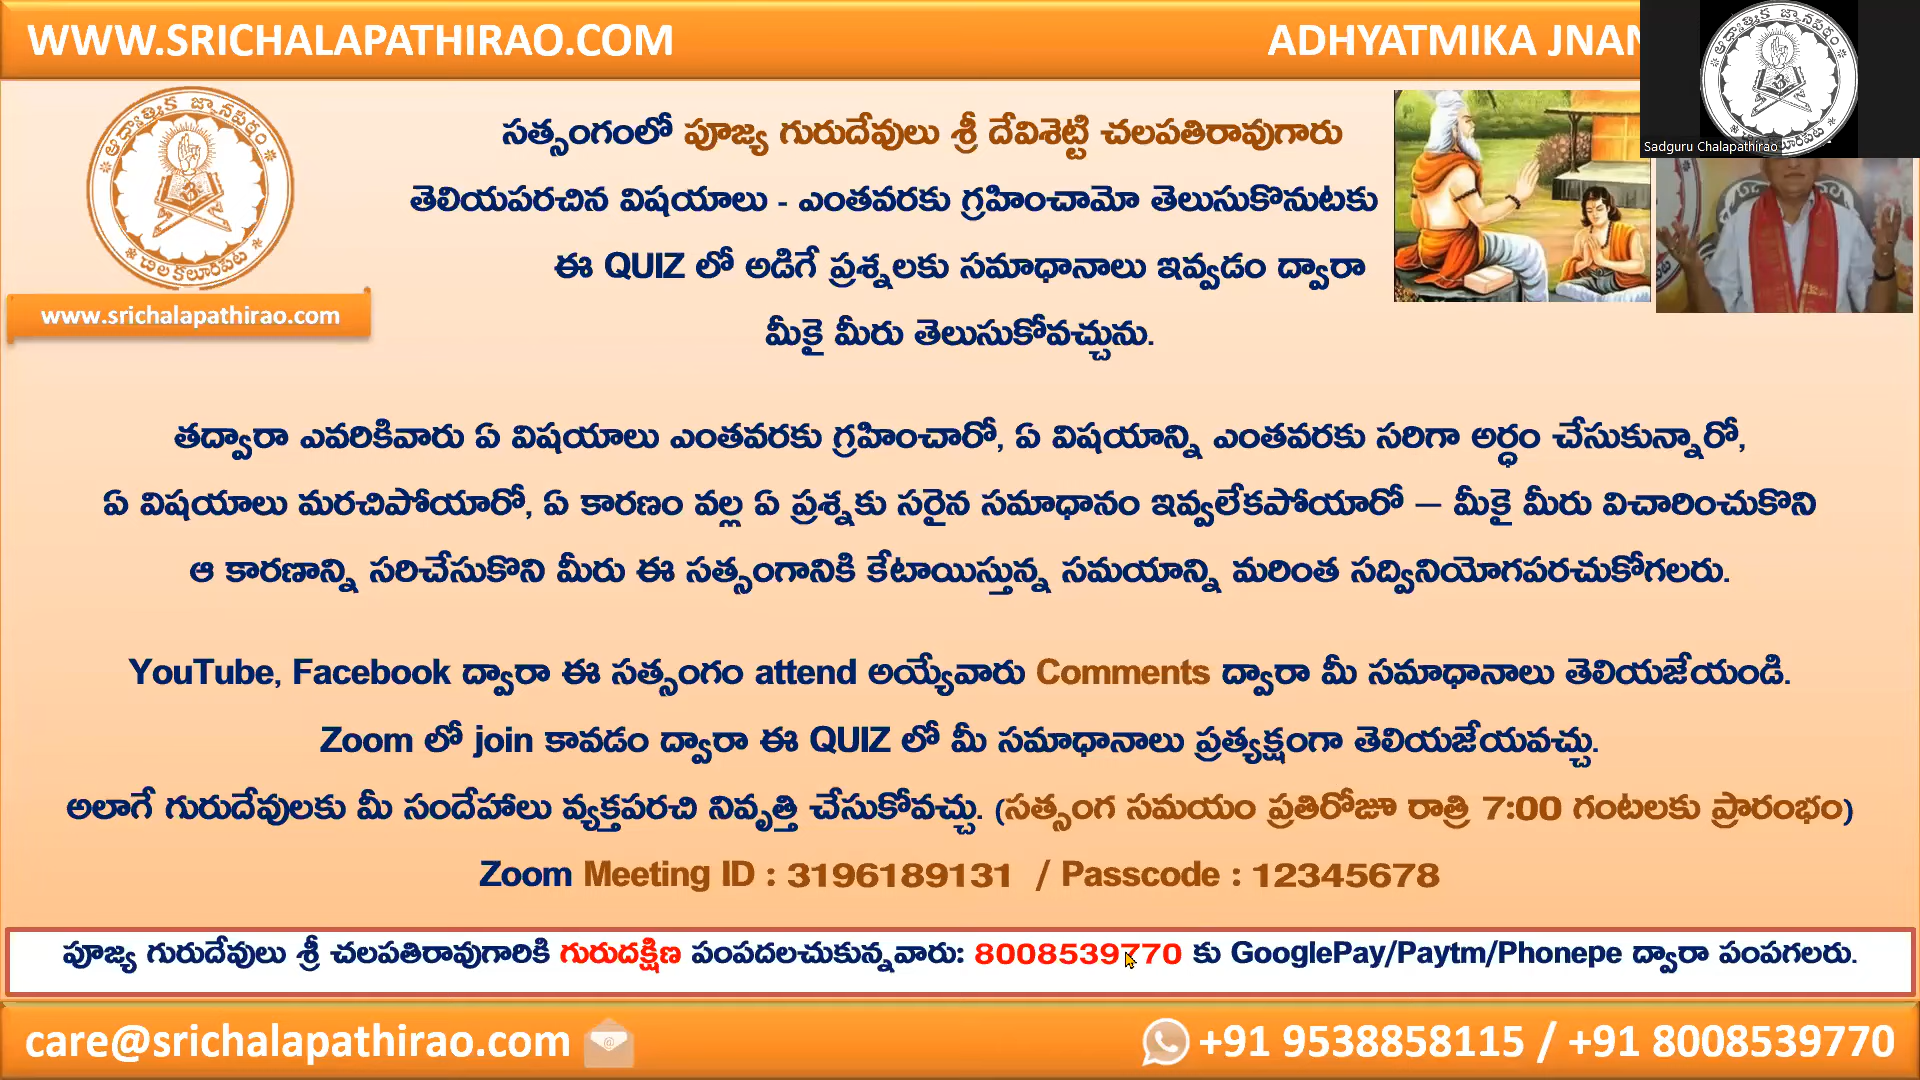 WWW.SRICHALAPATHIRAO.COM
ADHYATMIKA JNAN
ఆధ్యాత్మిక జ్ఞానపథం
చిలకలూరిపేట
www.srichalapathirao.com
Sadguru Chalapathirao
సత్సంగంలో పూజ్య గురుదేవులు శ్రీ దేవిశెట్టి చలపతిరావుగారు
తెలియపరచిన విషయాలు - ఎంతవరకు గ్రహించామో తెలుసుకొనుటకు
ఈ QUIZ లో అడిగే ప్రశ్నలకు సమాధానాలు ఇవ్వడం ద్వారా
మీకై మీరు తెలుసుకోవచ్చును.
తద్వారా ఎవరికివారు ఏ విషయాలు ఎంతవరకు గ్రహించారో, ఏ విషయాన్ని ఎంతవరకు సరిగా అర్ధం చేసుకున్నారో,
ఏ విషయాలు మరచిపోయారో, ఏ కారణం వల్ల ఏ ప్రశ్నకు సరైన సమాధానం ఇవ్వలేకపోయారో – మీకై మీరు విచారించుకొని
ఆ కారణాన్ని సరిచేసుకొని మీరు ఈ సత్సంగానికి కేటాయిస్తున్న సమయాన్ని మరింత సద్వినియోగపరచుకోగలరు.
YouTube, Facebook ద్వారా ఈ సత్సంగం attend అయ్యేవారు Comments ద్వారా మీ సమాధానాలు తెలియజేయండి.
Zoom లో join కావడం ద్వారా ఈ QUIZ లో మీ సమాధానాలు ప్రత్యక్షంగా తెలియజేయవచ్చు.
అలాగే గురుదేవులకు మీ సందేహాలు వ్యక్తపరచి నివృత్తి చేసుకోవచ్చు. (సత్సంగ సమయం ప్రతిరోజూ రాత్రి 7:00 గంటలకు ప్రారంభం)
Zoom Meeting ID : 3196189131 / Passcode : 12345678
పూజ్య గురుదేవులు శ్రీ చలపతిరావుగారికి గురుదక్షిణ పంపదలచుకున్నవారు: 8008539770 కు GooglePay/Paytm/Phonepe ద్వారా పంపగలరు.
care@srichalapathirao.com
+91 9538858115 / +91 8008539770